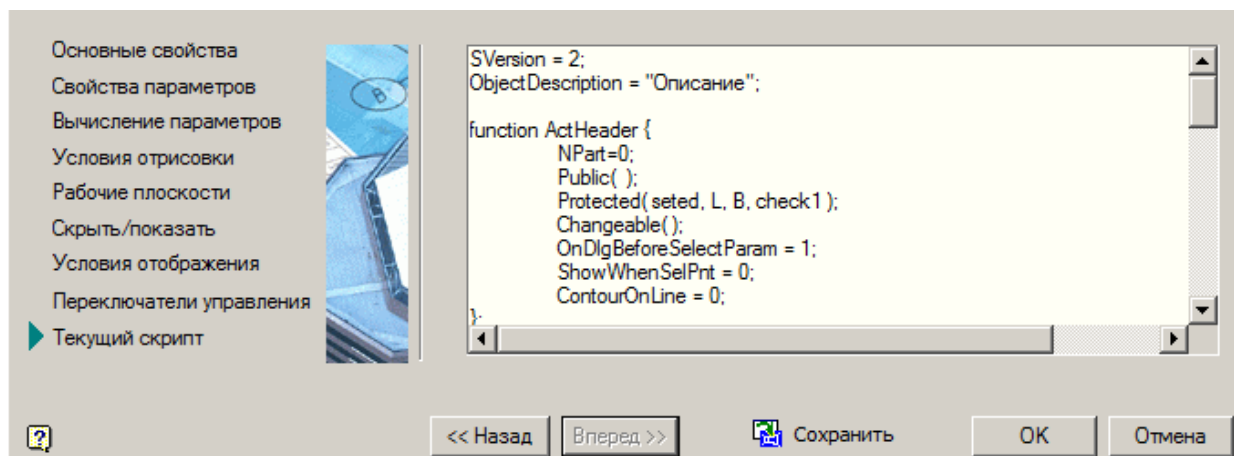 Основные свойства
Свойства параметров
Вычисление параметров
Условия отрисовки
Рабочие плоскости
Скрыть/показать
Условия отображения
Переключатели управления
Текущий скрипт
SVersion = 2;
ObjectDescription = "Описание";
function ActHeader {
NPart=0;
Public( );
Protected( seted, L, B, check1 );
Changeable( );
OnDlgBeforeSelectParam = 1;
ShowWhenSelPnt = 0;
ContourOnLine = 0;
};
<< Назад
Вперед >>
Сохранить
OK
Отмена